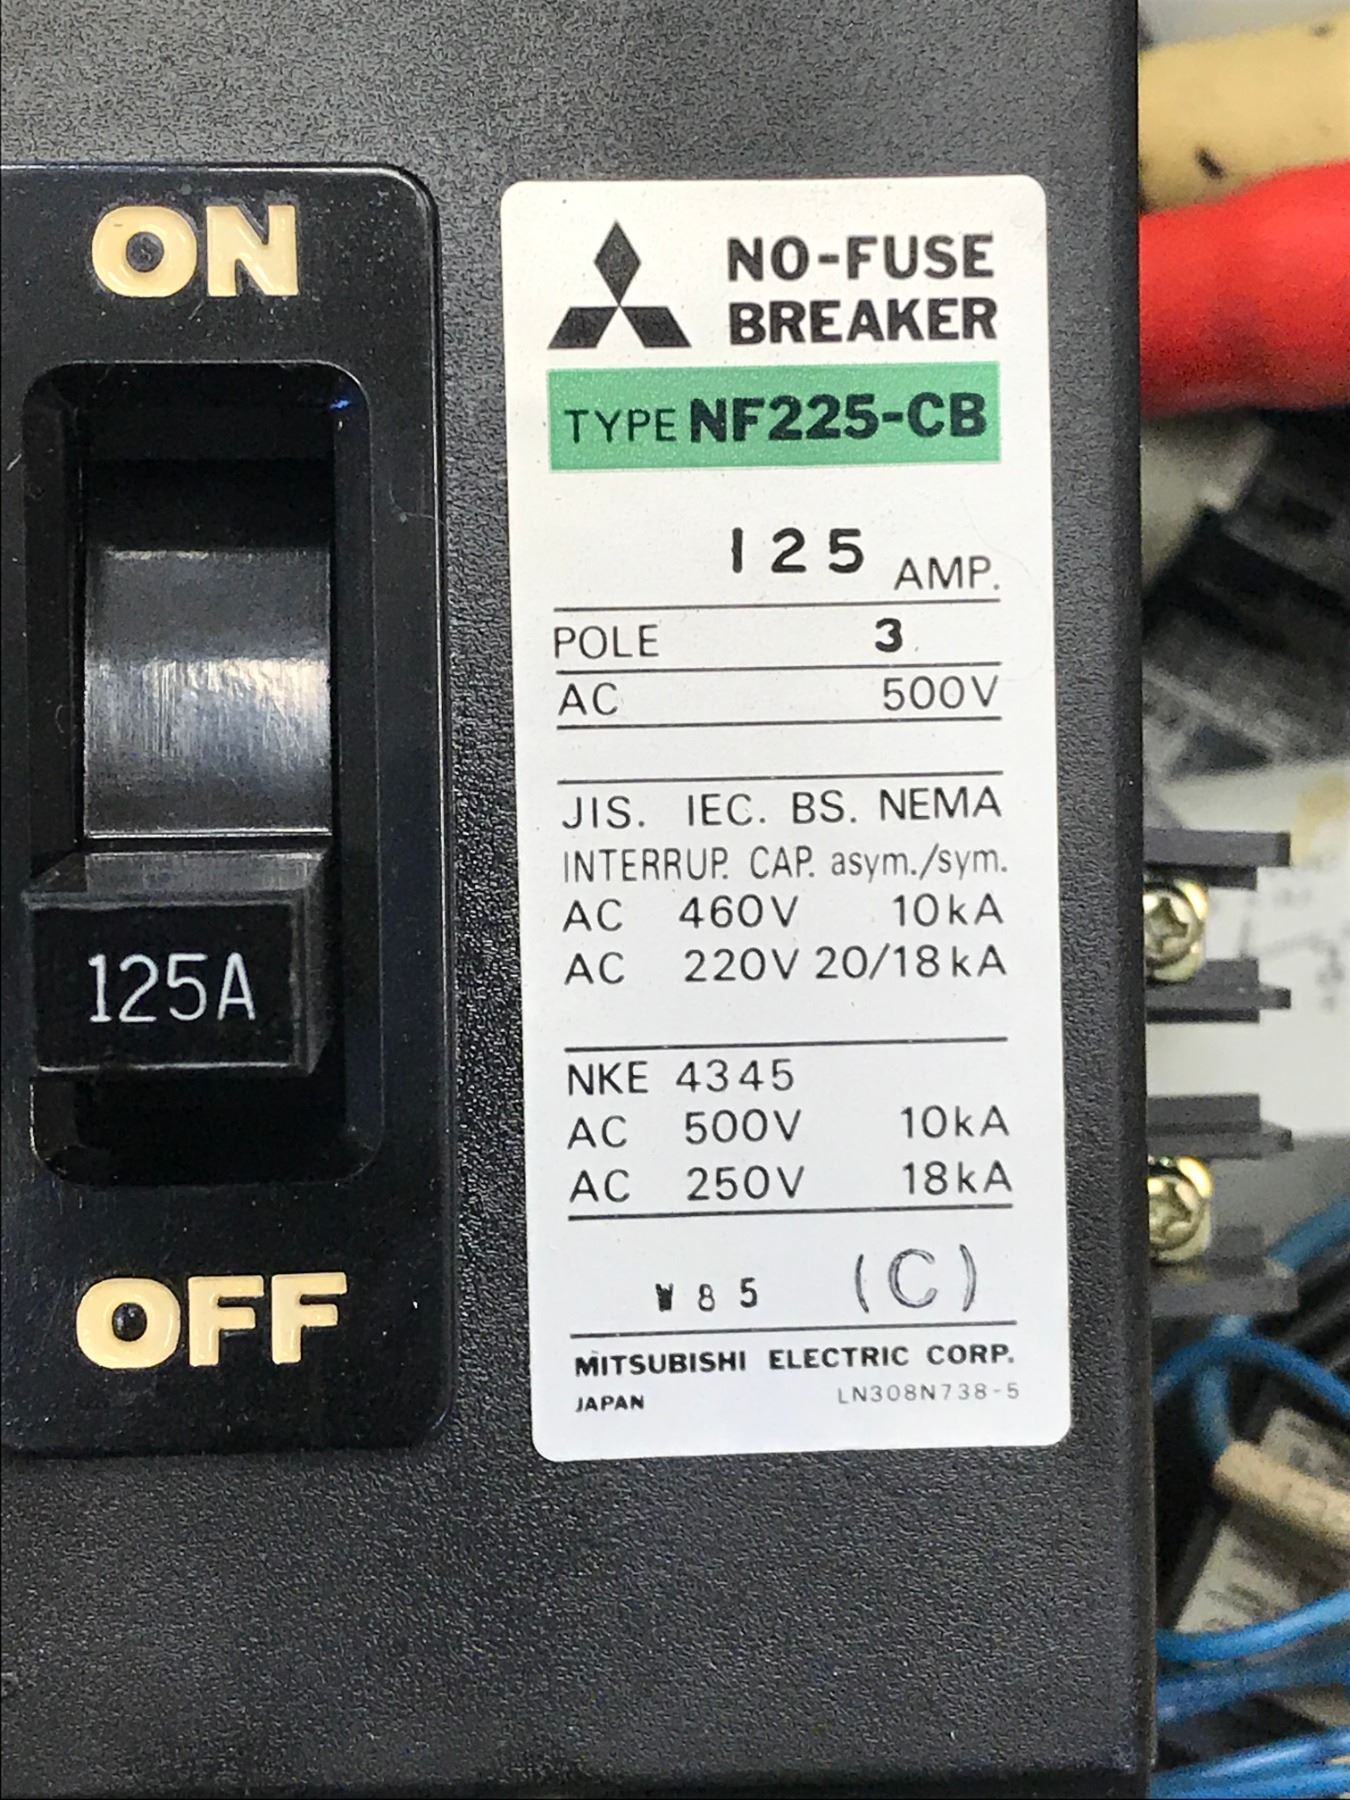 ON
125A
OFF
NO-FUSE
BREAKER
TYPE NF225-CB
125 AMP.
POLE 3
AC 500V
JIS. IEC. BS. NEMA
INTERRUP. CAP. asym./sym.
AC 460V 10kA
AC 220V 20/18kA
NKE 4345
AC 500V 10kA
AC 250V 18kA
W85 (C)
MITSUBISHI ELECTRIC CORP.
JAPAN LN308N738-5